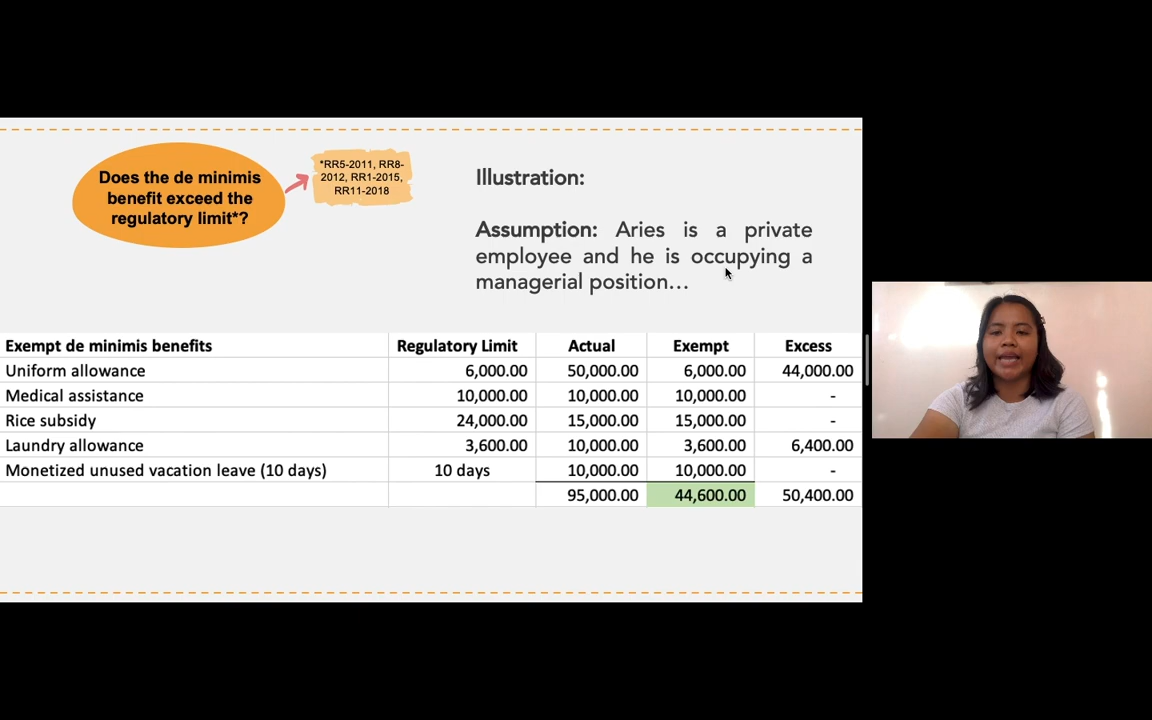 Does the de minimis
benefit exceed the
regulatory limit*?
*RR5-2011, RR8-
2012, RR1-2015,
RR11-2018
Illustration:
Assumption: Aries is a private
employee and he is occupying a
managerial position…
Exempt de minimis benefits Regulatory Limit Actual Exempt Excess
Uniform allowance 6,000.00 50,000.00 6,000.00 44,000.00
Medical assistance 10,000.00 10,000.00 10,000.00 -
Rice subsidy 24,000.00 15,000.00 15,000.00 -
Laundry allowance 3,600.00 10,000.00 3,600.00 6,400.00
Monetized unused vacation leave (10 days) 10 days 10,000.00 10,000.00 -
95,000.00 44,600.00 50,400.00